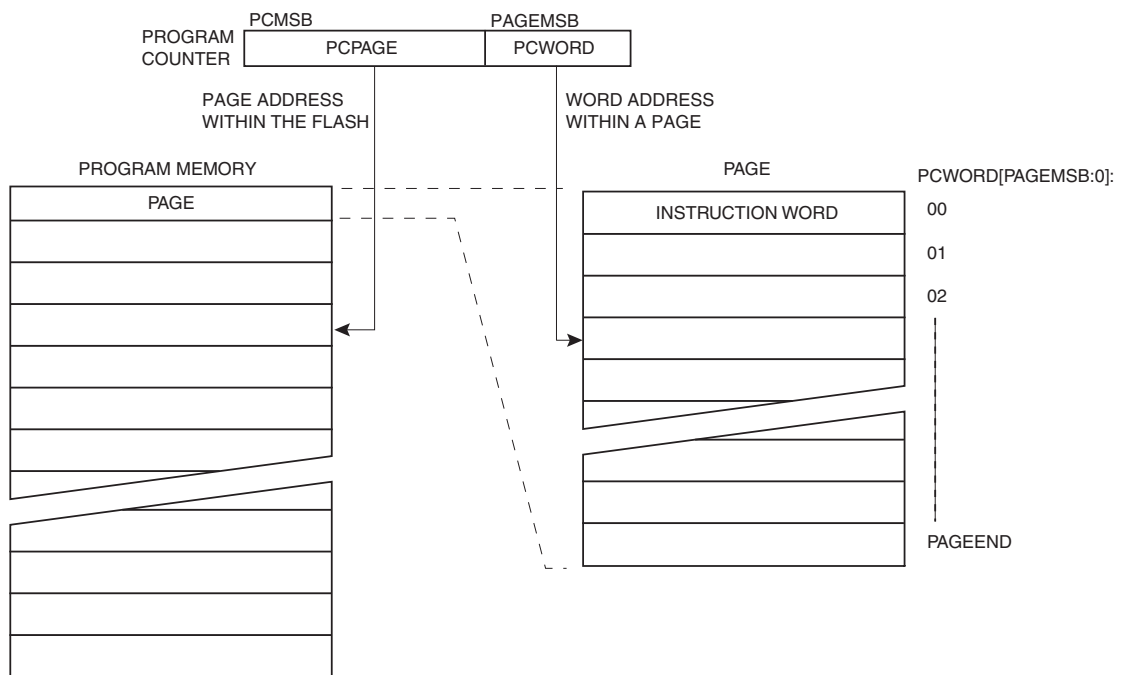 PCMSB
PAGEMSB
PROGRAM
COUNTER
PCPAGE
PCWORD
PAGE ADDRESS
WITHIN THE FLASH
WORD ADDRESS
WITHIN A PAGE
PROGRAM MEMORY
PAGE
PAGE
INSTRUCTION WORD
PCWORD[PAGEMSB:0]:
00
01
02
PAGEEND